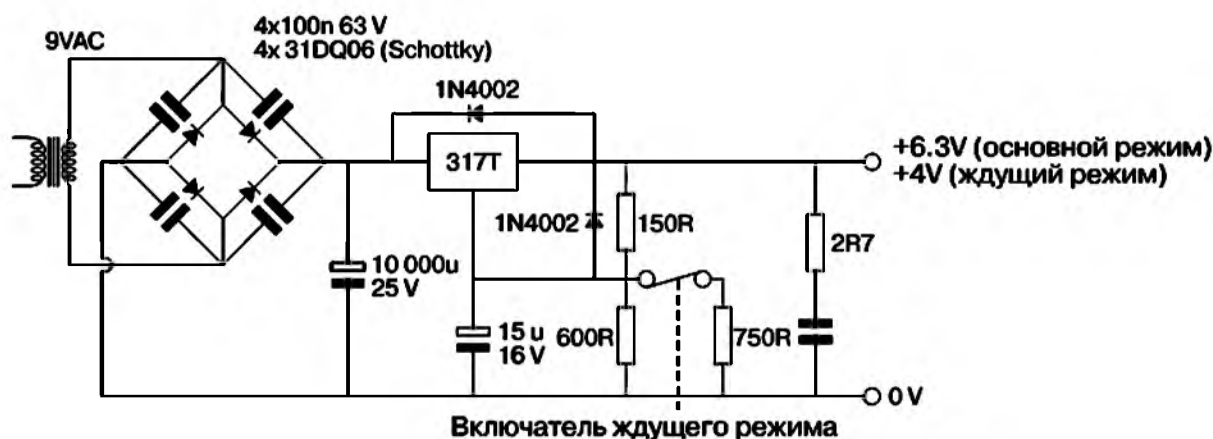 9VAC
4x100n 63 V
4x 31DQ06 (Schottky)
1N4002
317T
+6.3V (основной режим)
+4V (ждущий режим)
1N4002
150R
2R7
10 000u
25 V
15 u
16 V
600R
750R
0 V
Включатель ждущего режима